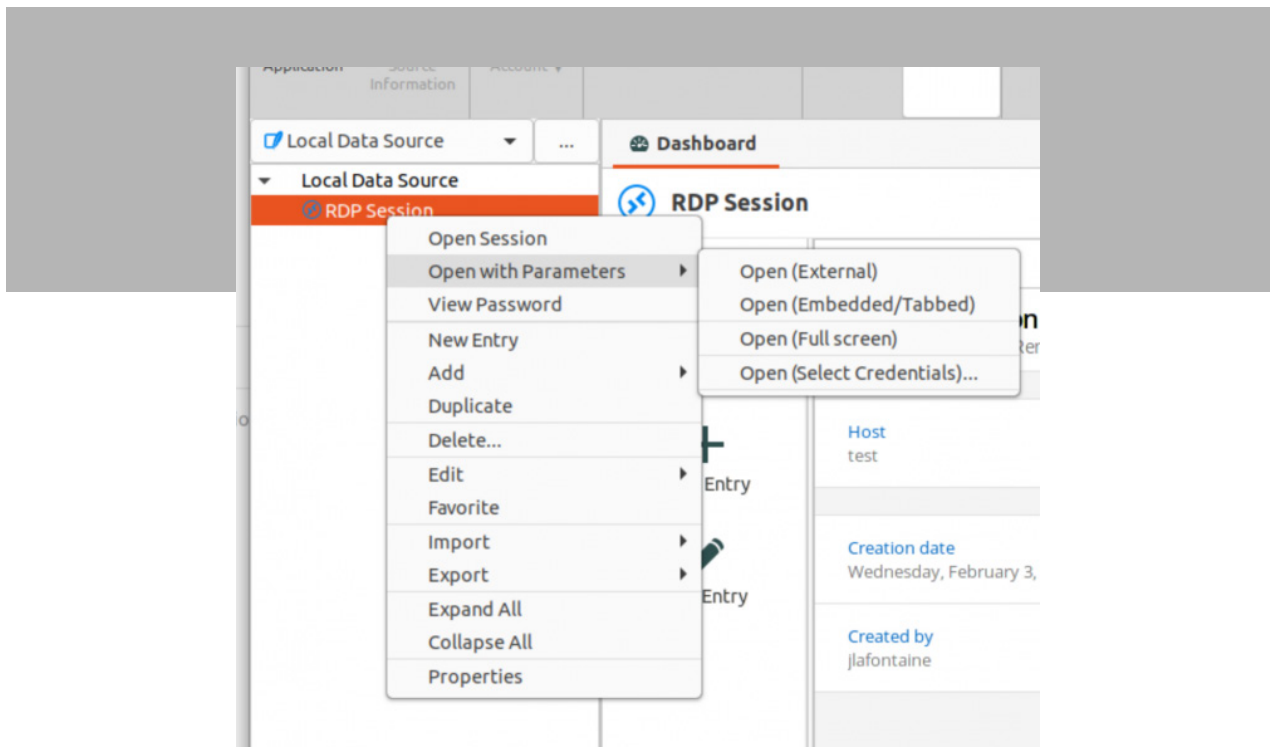 Application
Source
Information
Account
Local Data Source
...
Dashboard
Local Data Source
RDP Session
RDP Session
Open Session
Open with Parameters
View Password
New Entry
Add
Duplicate
Delete...
Edit
Favorite
Import
Export
Expand All
Collapse All
Properties
Open (External)
Open (Embedded/Tabbed)
Open (Full screen)
Open (Select Credentials)...
Entry
Entry
Host
test
Creation date
Wednesday, February 3,
Created by
jlafontaine